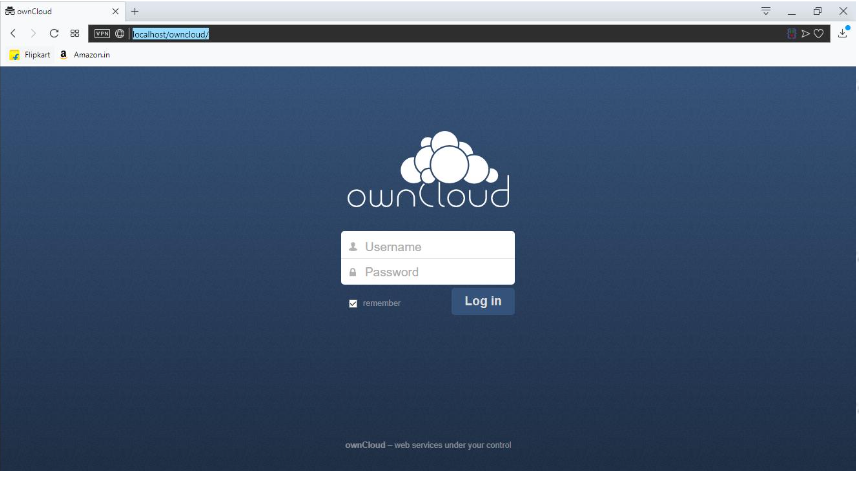 ownCloud
VPN localhost/owncloud/
Flipkart a Amazon.in
ownCloud
Username
Password
remember Log in
ownCloud – web services under your control